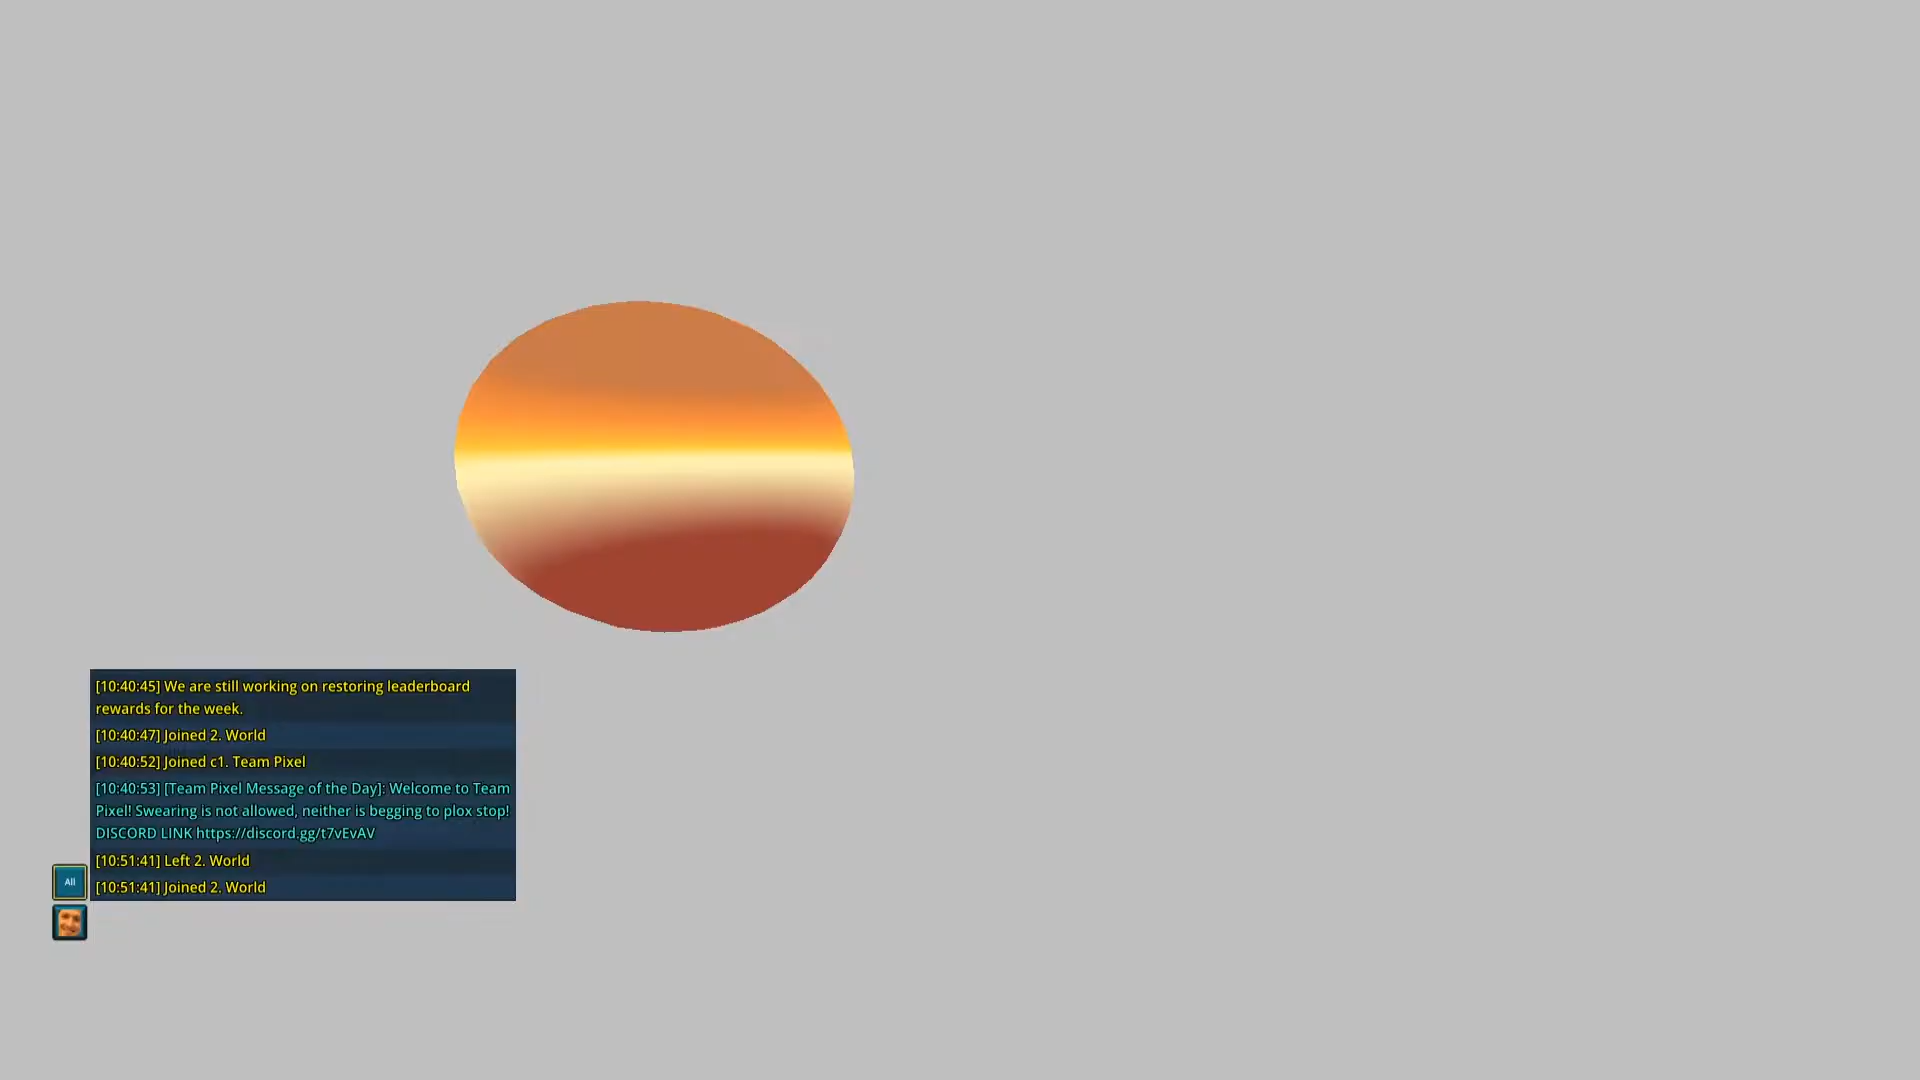 [10:40:45] We are still working on restoring leaderboard
rewards for the week.
[10:40:47] Joined 2. World
[10:40:52] Joined c1. Team Pixel
[10:40:53] [Team Pixel Message of the Day]: Welcome to Team
Pixel! Swearing is not allowed, neither is begging to plox stop!
DISCORD LINK https://discord.gg/t7vEvAV
[10:51:41] Left 2. World
All
[10:51:41] Joined 2. World